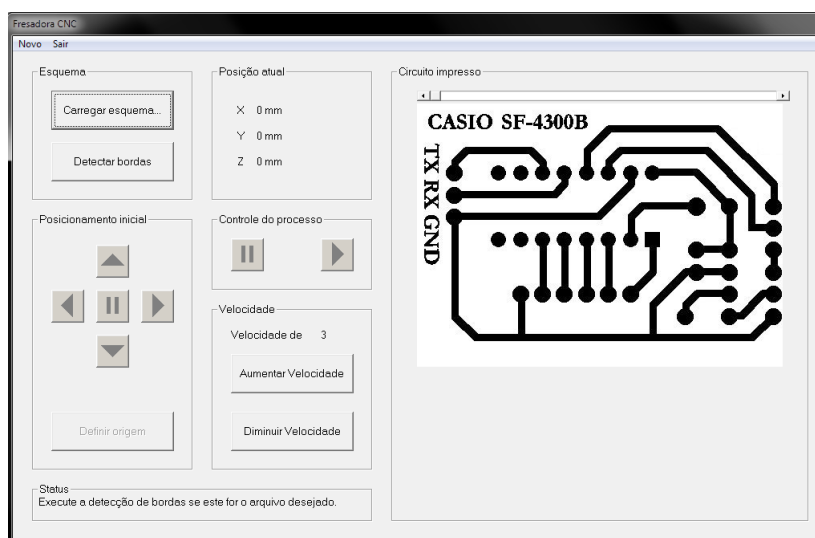 Fresadora CNC
Novo Sair
Esquema
Carregar esquema...
Detectar bordas
Posição atual
X 0 mm
Y 0 mm
Z 0 mm
Posicionamento inicial
Definir origem
Controle do processo
Velocidade
Velocidade de 3
Aumentar Velocidade
Diminuir Velocidade
Circuito impresso
CASIO SF-4300B
TX RX GND
Status
Execute a detecção de bordas se este for o arquivo desejado.